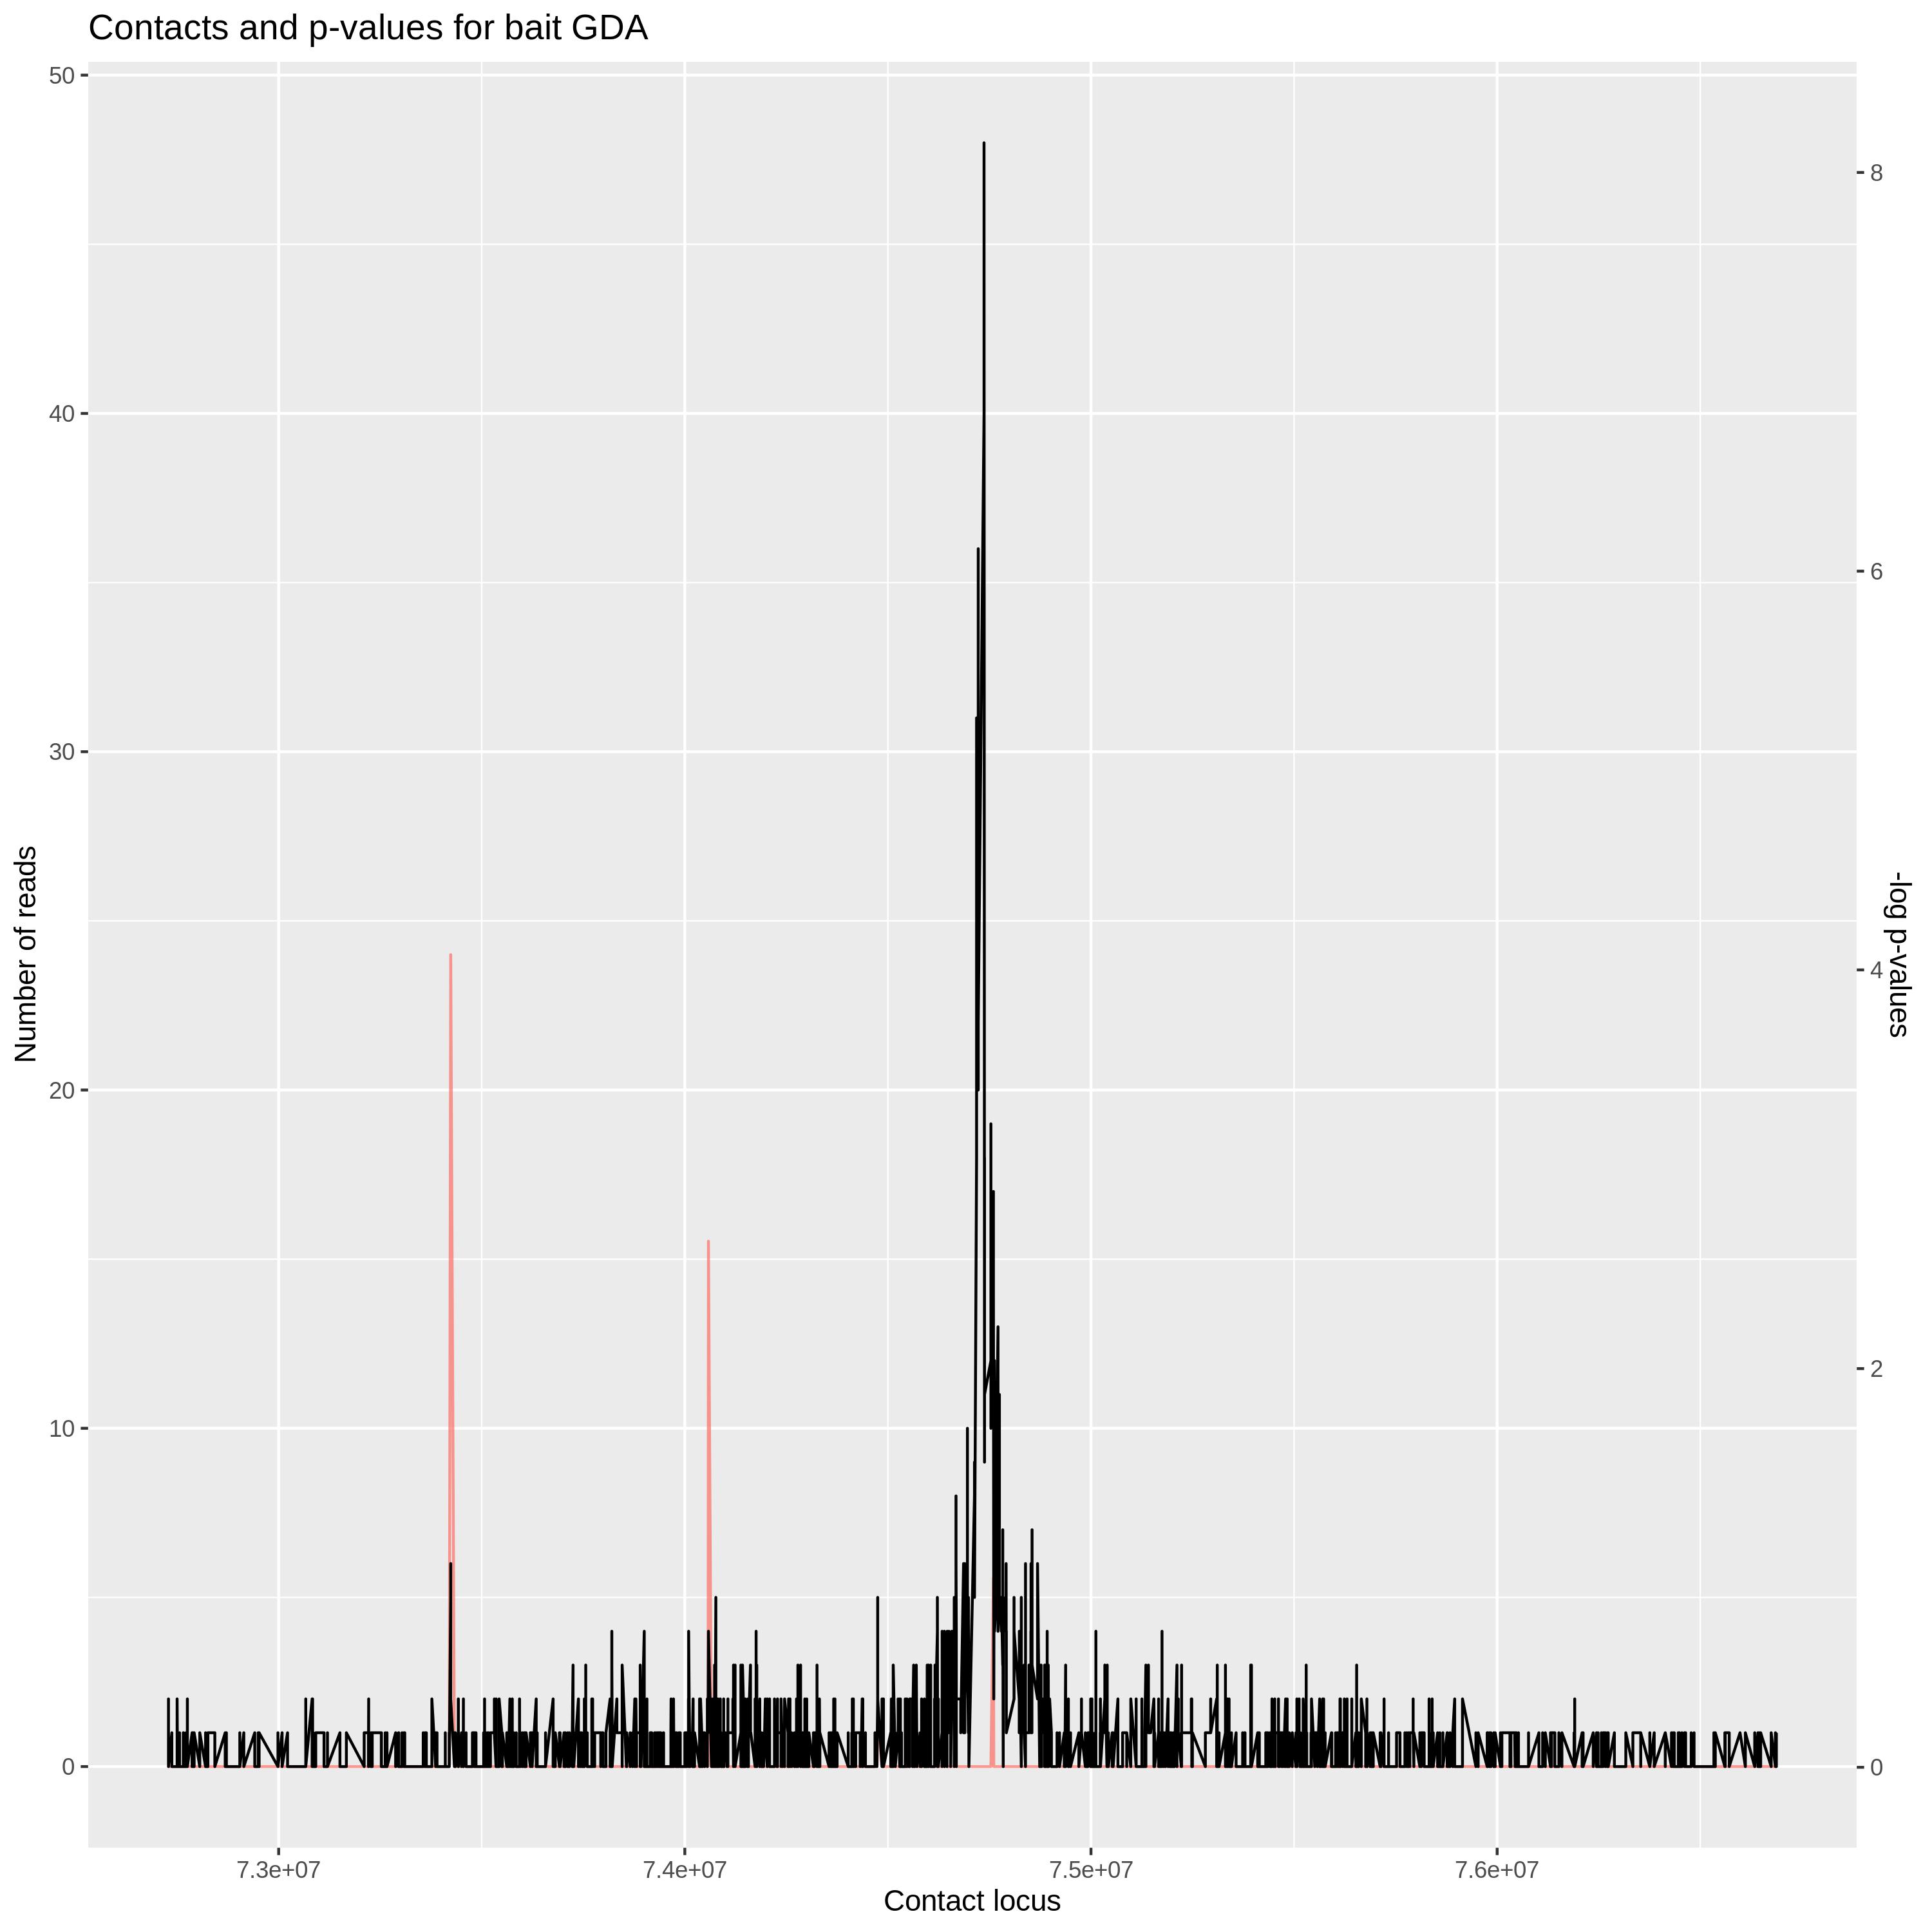 Contacts and p-values for bait GDA
50
40
30
20
10
0
Number of reads
8
6
4
2
0
-log p-values
7.3e+07
7.4e+07
7.5e+07
7.6e+07
Contact locus